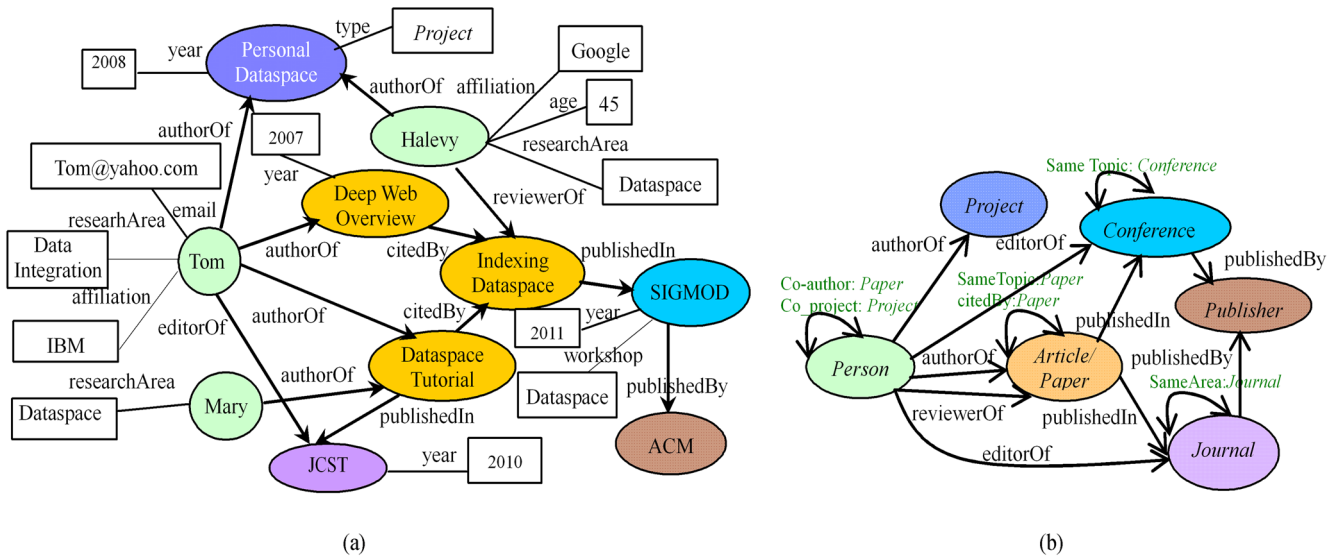 type
Project
year
2008
Personal
Dataspace
Google
authorOf
affiliation
age
45
Halevy
authorOf
2007
researchArea
Tom@yahoo.com
year
Deep Web
Overview
reviewerOf
Dataspace
email
researhArea
Data
Integration
Tom
authorOf
citedBy
Indexing
Dataspace
publishedIn
SIGMOD
affiliation
editorOf
authorOf
citedBy
2011
year
IBM
workshop
Dataspace
Tutorial
researchArea
authorOf
publishedBy
Dataspace
Mary
publishedIn
Dataspace
ACM
JCST
year
2010
(a)
Same Topic: Conference
Project
authorOf
editorOf
Conference
publishedBy
Co-author: Paper
Co_project: Project
SameTopic:Paper
citedBy:Paper
Publisher
publishedIn
Person
authorOf
Article/
Paper
publishedBy
SameArea:Journal
reviewerOf
publishedIn
editorOf
Journal
(b)